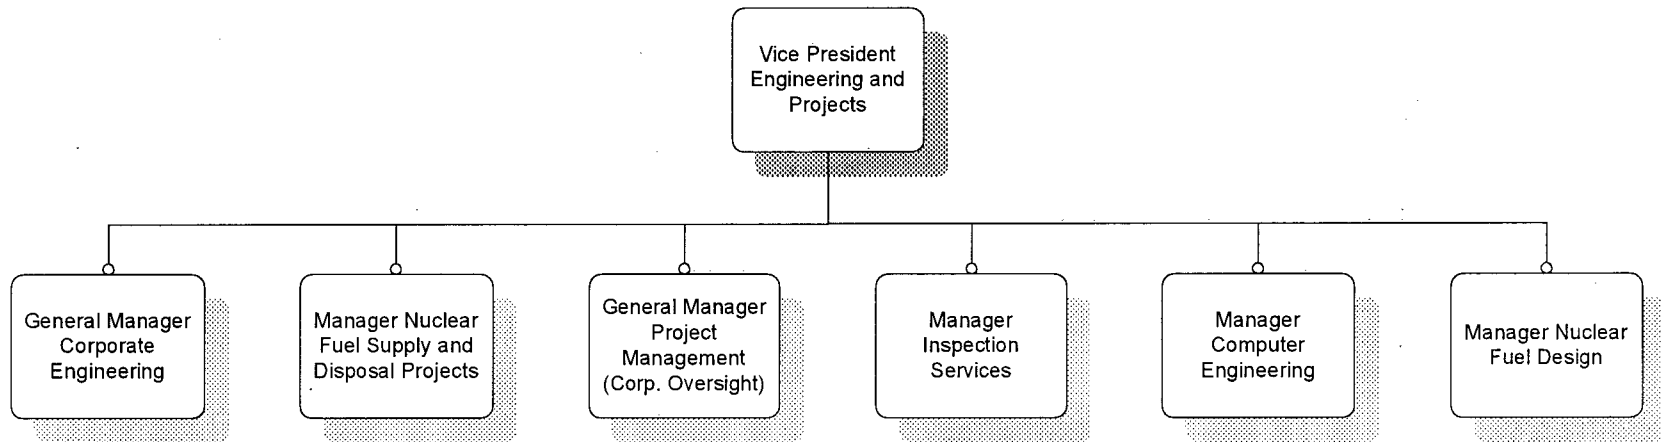 Vice President
Engineering and
Projects
General Manager
Corporate
Engineering
Manager Nuclear
Fuel Supply and
Disposal Projects
General Manager
Project
Management
(Corp. Oversight)
Manager
Inspection
Services
Manager
Computer
Engineering
Manager Nuclear
Fuel Design